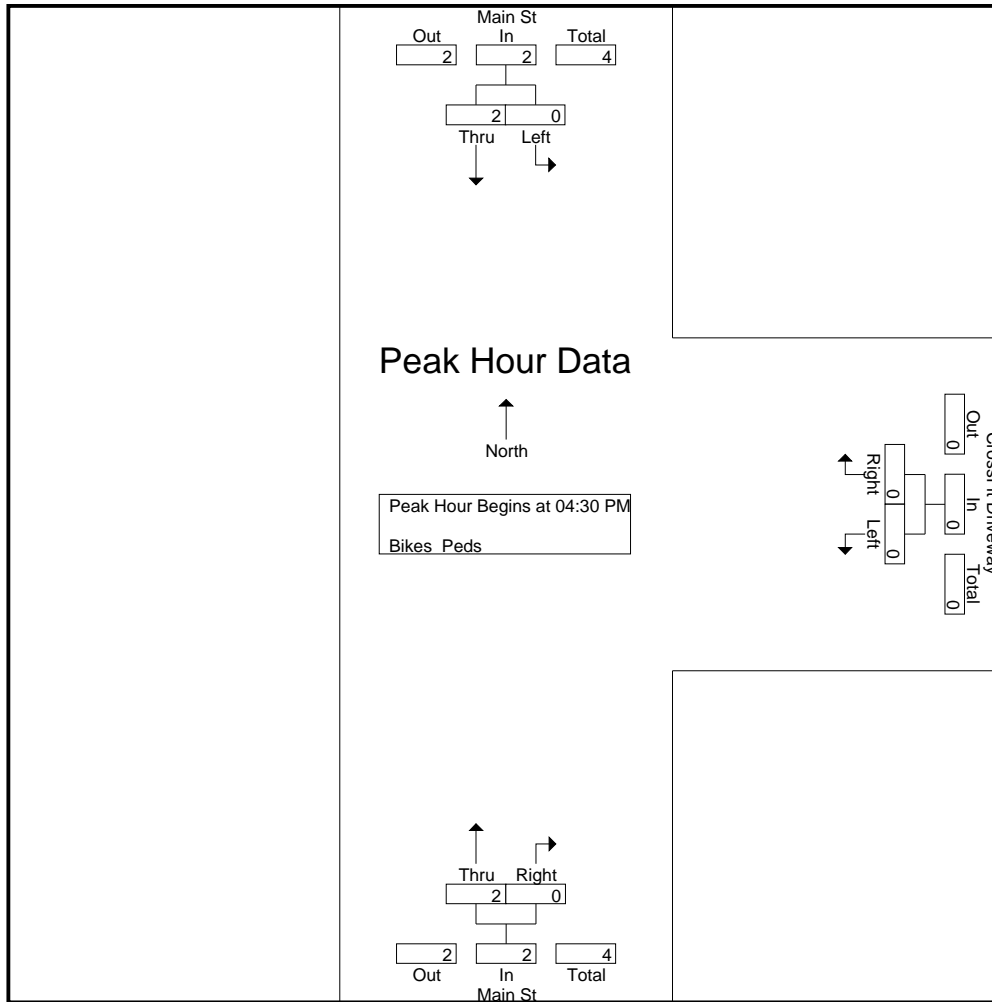 Main St
Out In Total
2 2 4
2 0
Thru Left
Peak Hour Data
North
Peak Hour Begins at 04:30 PM
Bikes Peds
Driveway
Out In Total
0 0 0
Right Left
0 0
Thru Right
2 0
2 2 4
Out In Total
Main St